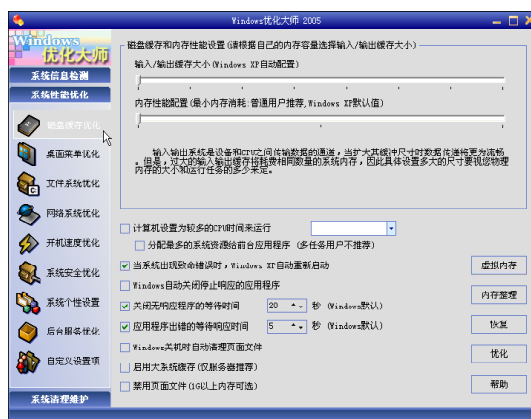 Windows优化大师 2005
Windows
优化大师
系统信息检测
系统性能优化
磁盘缓存优化
桌面菜单优化
文件系统优化
网络系统优化
开机速度优化
系统安全优化
系统个性设置
后台服务优化
自定义设置项
系统清理维护
磁盘缓存和内存性能设置(请根据自己的内存容量选择输入/输出缓存大小)
输入/输出缓存大小(Windows XP自动配置)
内存性能配置(最小内存消耗:普通用户推荐,Windows XP默认值)
输入输出系统是设备和CPU之间传输数据的通道,当扩大其缓冲尺寸时数据传递将更为流畅
。但是,过大的输入输出缓存将耗费相同数量的系统内存,因此具体设置多大的尺寸要视您物理
内存的大小和运行任务的多少来定。
计算机设置为较多的CPU时间来运行
分配最多的系统资源给前台应用程序 (多任务用户不推荐)
当系统出现致命错误时,Windows XP自动重新启动
虚拟内存
Windows自动关闭停止响应的应用程序
关闭无响应程序的等待时间 20 秒 (Windows默认)
内存整理
应用程序出错的等待响应时间 5 秒 (Windows默认)
恢复
Windows关机时自动清理页面文件
启用大系统缓存(仅服务器推荐)
优化
禁用页面文件(1G以上内存可选)
帮助